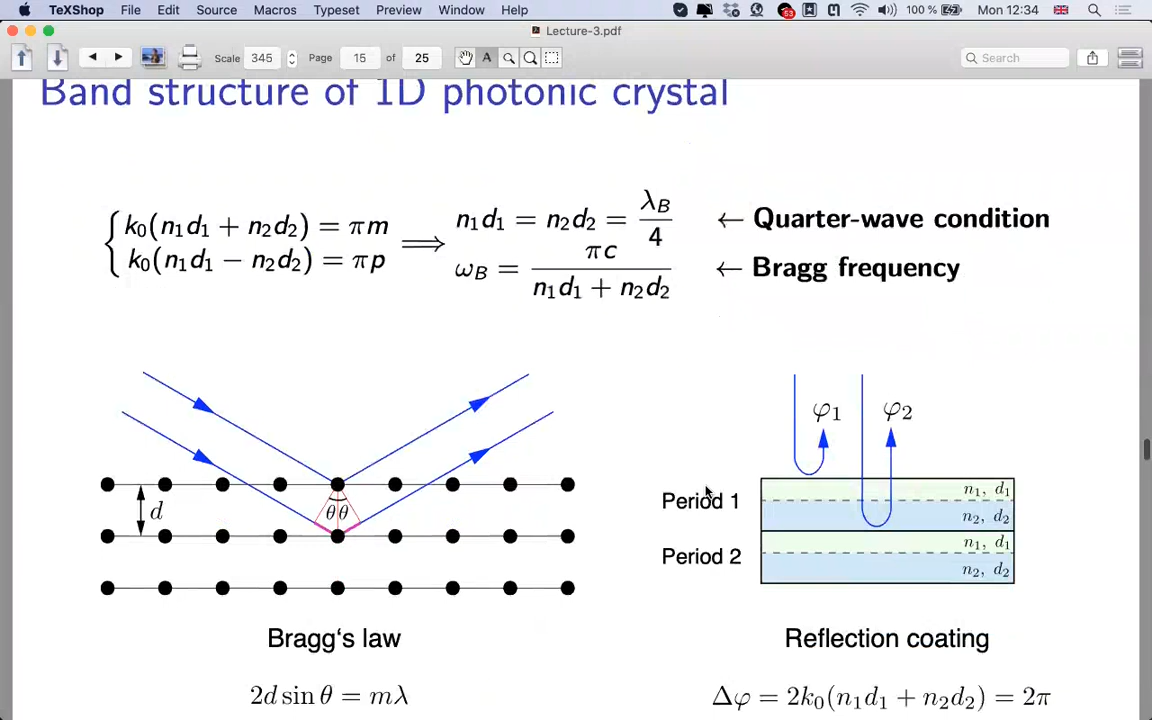 TeXShop File Edit Source Macros Typeset Preview Window Help 53 100 % Mon 12:34
Lecture-3.pdf
Scale 345 Page 15 of 25 A Search
Band structure of 1D photonic crystal
k₀(n₁d₁ + n₂d₂) = πm
k₀(n₁d₁ − n₂d₂) = πp
⟹
n₁d₁ = n₂d₂ = λ_B/4 ← Quarter-wave condition
ω_B = πc/(n₁d₁ + n₂d₂) ← Bragg frequency
φ₁ φ₂
d
θ θ
Period 1
n₁, d₁
n₂, d₂
Period 2
n₁, d₁
n₂, d₂
Bragg‘s law
2d sin θ = mλ
Reflection coating
Δφ = 2k₀(n₁d₁ + n₂d₂) = 2π